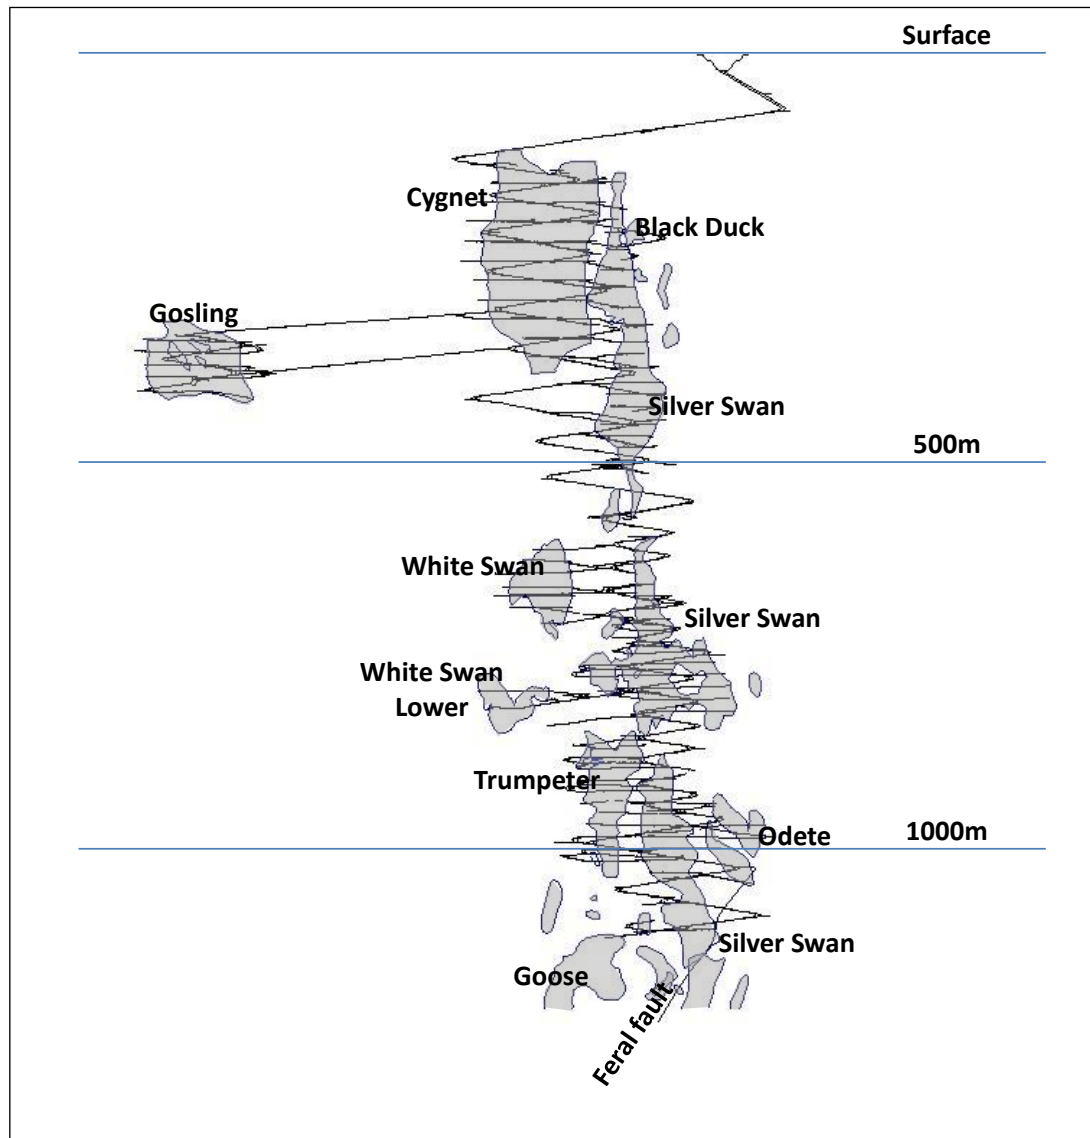 Surface
Cygnet
Black Duck
Gosling
Silver Swan
500m
White Swan
Silver Swan
White Swan
Lower
Trumpeter
Odete
1000m
Silver Swan
Goose
Feral fault